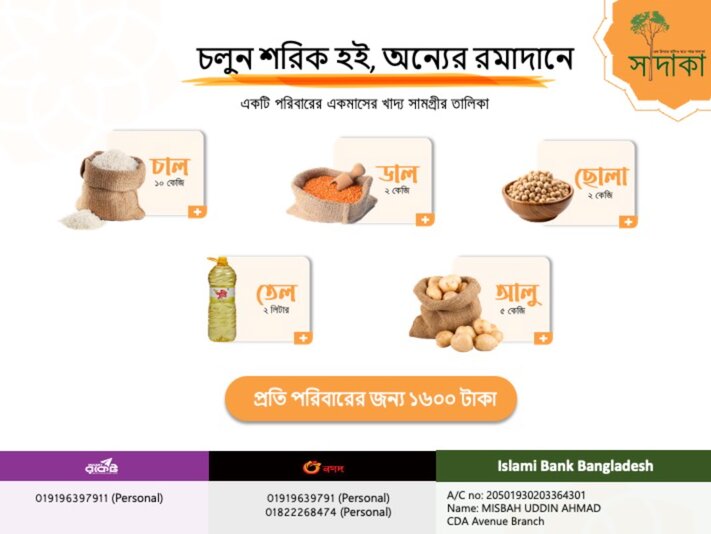 চলুন শরিক হই, অন্যের রমাদানে
সাদাকা
একটি পরিবারের একমাসের খাদ্য সামগ্রীর তালিকা
চাল
১০ কেজি
ডাল
২ কেজি
ছোলা
২ কেজি
তেল
২ লিটার
আলু
৫ কেজি
প্রতি পরিবারের জন্য ১৬০০ টাকা
রকেট
নগদ
Islami Bank Bangladesh
019196397911 (Personal)
01919639791 (Personal)
01822268474 (Personal)
A/C no: 20501930203364301
Name: MISBAH UDDIN AHMAD
CDA Avenue Branch